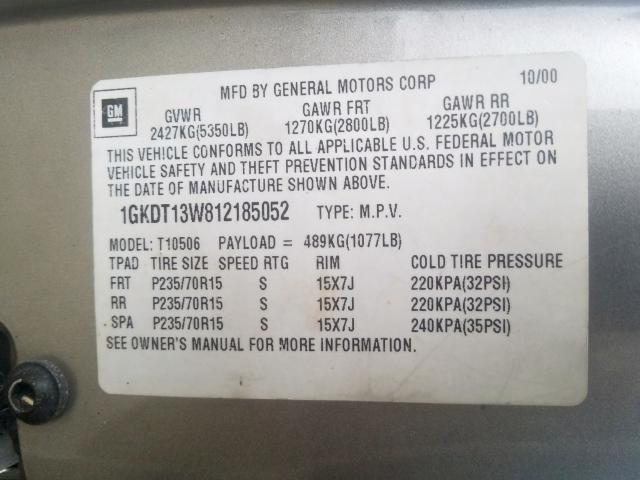 MFD BY GENERAL MOTORS CORP 10/00
GM
GVWR GAWR FRT GAWR RR
2427KG(5350LB) 1270KG(2800LB) 1225KG(2700LB)
THIS VEHICLE CONFORMS TO ALL APPLICABLE U.S. FEDERAL MOTOR
VEHICLE SAFETY AND THEFT PREVENTION STANDARDS IN EFFECT ON
THE DATE OF MANUFACTURE SHOWN ABOVE.
1GKDT13W812185052 TYPE: M.P.V.
MODEL: T10506 PAYLOAD = 489KG(1077LB)
TPAD TIRE SIZE SPEED RTG RIM COLD TIRE PRESSURE
FRT P235/70R15 S 15X7J 220KPA(32PSI)
RR P235/70R15 S 15X7J 220KPA(32PSI)
SPA P235/70R15 S 15X7J 240KPA(35PSI)
SEE OWNER'S MANUAL FOR MORE INFORMATION.